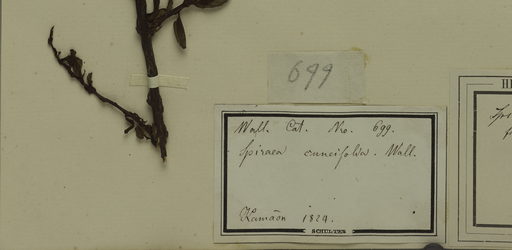 699
Wall. Cat. No. 699.
Spiraea cuneifolia. Wall.
Kamaon 1824.
SCHULTES